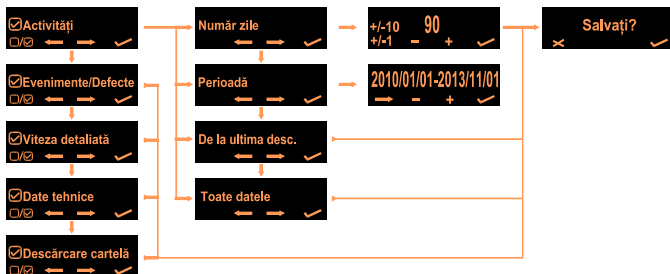 Activități
Număr zile
+/-10 90
+/-1 - +
Salvați?
Evenimente/Defecte
Perioadă
2010/01/01-2013/11/01
- +
Viteza detaliată
De la ultima desc.
Date tehnice
Toate datele
Descărcare cartelă